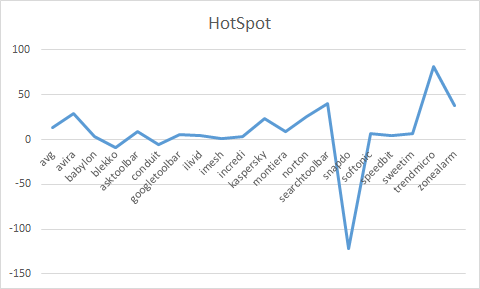 HotSpot
100
50
0
-50
-100
-150
avg
avira
babylon
blekko
asktoolbar
conduit
googletoolbar
ilivid
imesh
incredi
kaspersky
montiera
norton
searchtoolbar
snapdo
softonic
speedbit
sweetim
trendmicro
zonealarm